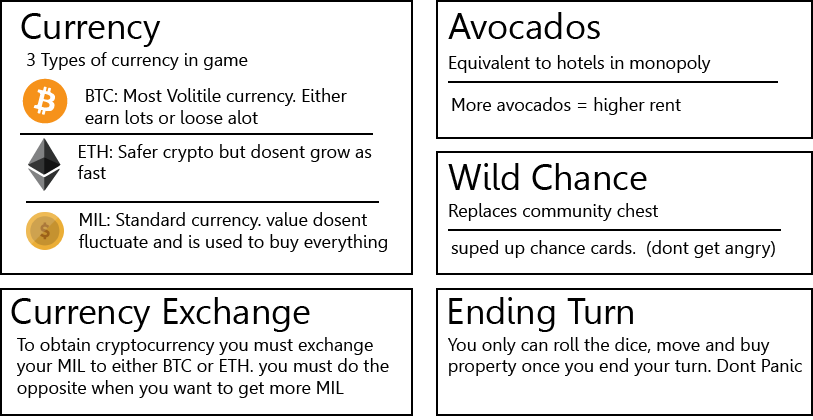 Currency
3 Types of currency in game
BTC: Most Volitile currency. Either
earn lots or loose alot
ETH: Safer crypto but dosent grow as
fast
MIL: Standard currency. value dosent
fluctuate and is used to buy everything
Currency Exchange
To obtain cryptocurrency you must exchange
your MIL to either BTC or ETH. you must do the
opposite when you want to get more MIL
Avocados
Equivalent to hotels in monopoly
More avocados = higher rent
Wild Chance
Replaces community chest
suped up chance cards.  (dont get angry)
Ending Turn
You only can roll the dice, move and buy
property once you end your turn. Dont Panic